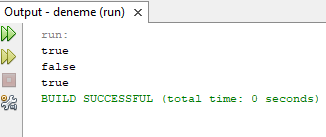 Output - deneme (run)
run:
true
false
true
BUILD SUCCESSFUL (total time: 0 seconds)